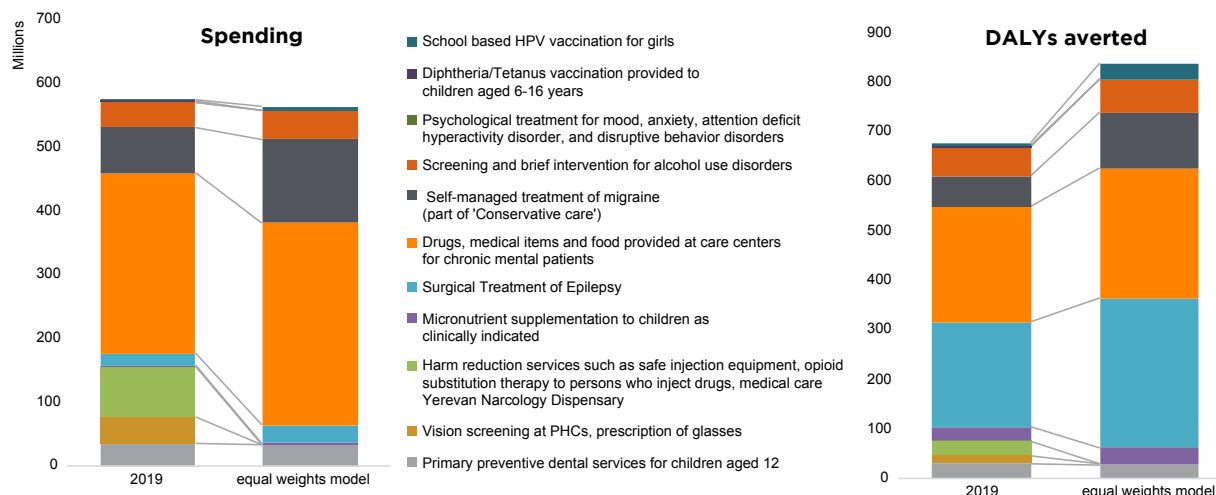 Spending
Millions
700
600
500
400
300
200
100
0
2019
equal weights model
School based HPV vaccination for girls
Diphtheria/Tetanus vaccination provided to
children aged 6-16 years
Psychological treatment for mood, anxiety, attention deficit
hyperactivity disorder, and disruptive behavior disorders
Screening and brief intervention for alcohol use disorders
Self-managed treatment of migraine
(part of 'Conservative care')
Drugs, medical items and food provided at care centers
for chronic mental patients
Surgical Treatment of Epilepsy
Micronutrient supplementation to children as
clinically indicated
Harm reduction services such as safe injection equipment, opioid
substitution therapy to persons who inject drugs, medical care
Yerevan Narcology Dispensary
Vision screening at PHCs, prescription of glasses
Primary preventive dental services for children aged 12
DALYs averted
900
800
700
600
500
400
300
200
100
0
2019
equal weights model